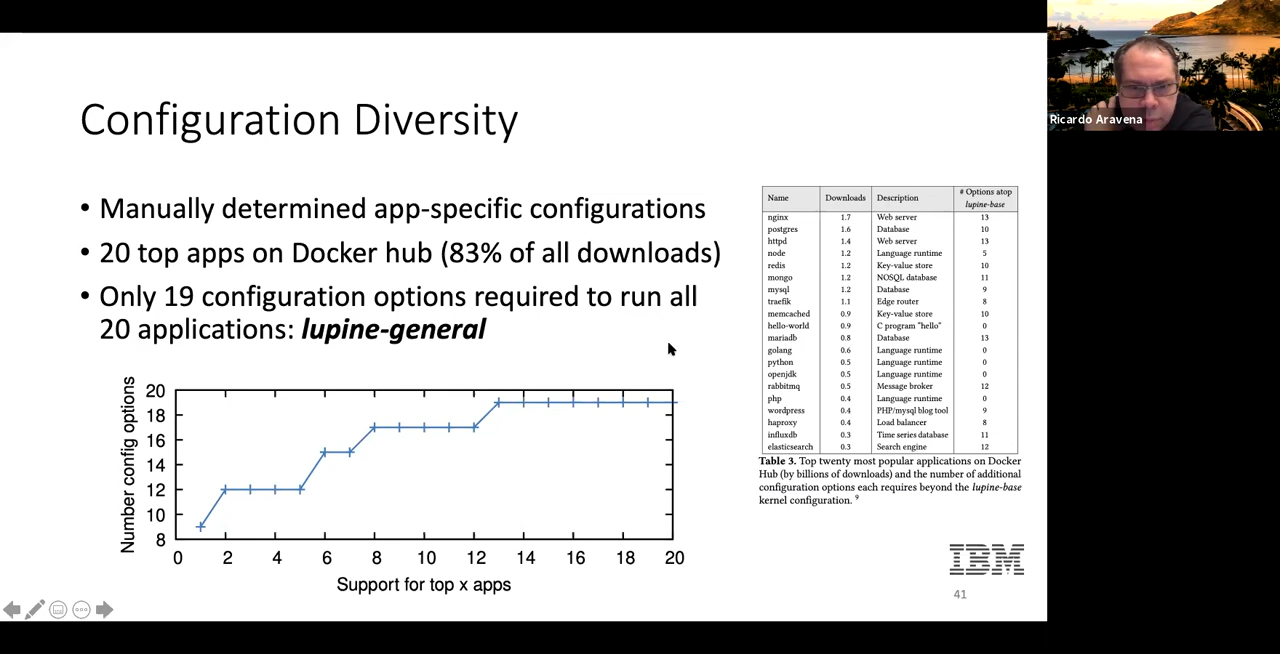 Configuration Diversity
• Manually determined app-specific configurations
• 20 top apps on Docker hub (83% of all downloads)
• Only 19 configuration options required to run all
20 applications: lupine-general
Number config options
20
18
16
14
12
10
8
0 2 4 6 8 10 12 14 16 18 20
Support for top x apps
Name Downloads Description # Options atop
lupine-base
nginx 1.7 Web server 13
postgres 1.6 Database 10
httpd 1.4 Web server 13
node 1.2 Language runtime 5
redis 1.2 Key-value store 10
mongo 1.2 NOSQL database 11
mysql 1.2 Database 9
traefik 1.1 Edge router 8
memcached 0.9 Key-value store 10
hello-world 0.9 C program "hello" 0
mariadb 0.8 Database 13
golang 0.6 Language runtime 0
python 0.5 Language runtime 0
openjdk 0.5 Language runtime 0
rabbitmq 0.5 Message broker 12
php 0.4 Language runtime 0
wordpress 0.4 PHP/mysql blog tool 9
haproxy 0.4 Load balancer 8
influxdb 0.3 Time series database 11
elasticsearch 0.3 Search engine 12
Table 3. Top twenty most popular applications on Docker
Hub (by billions of downloads) and the number of additional
configuration options each requires beyond the lupine-base
kernel configuration. 9
IBM
41
Ricardo Aravena